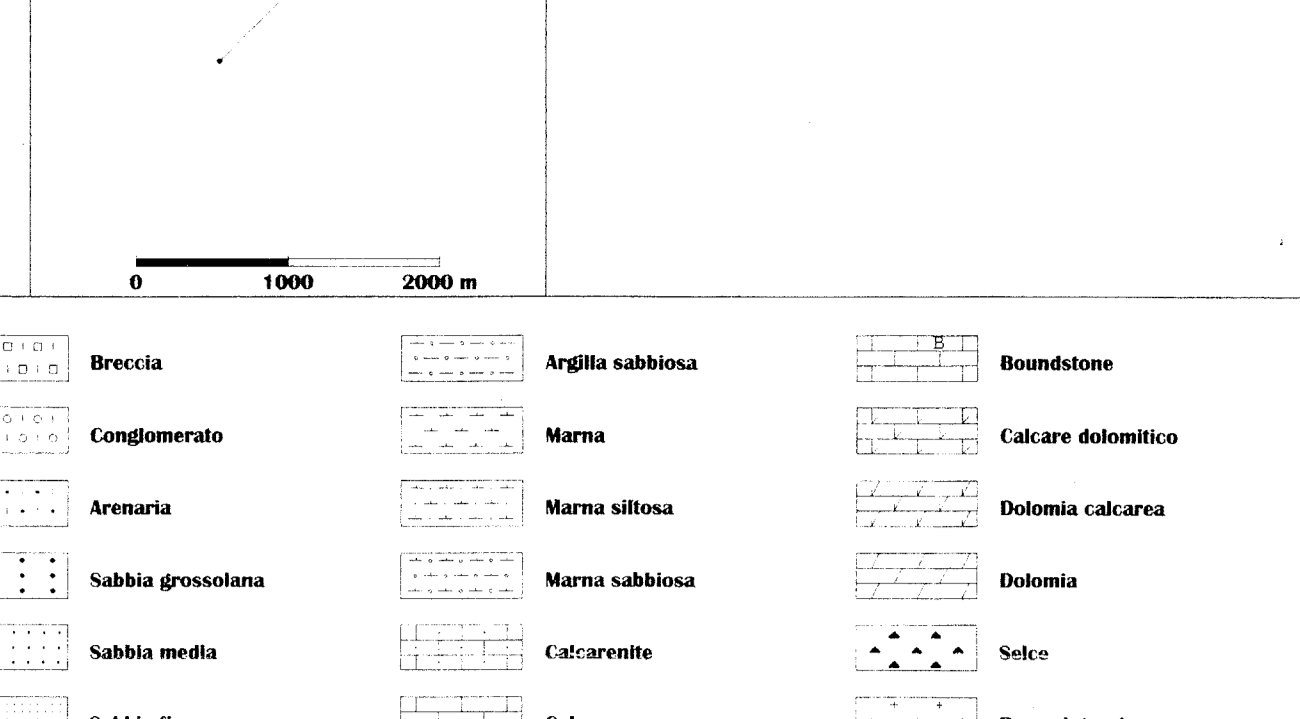 0 1000 2000 m
Breccia
Argilla sabbiosa
B
Boundstone
Conglomerato
Marna
Calcare dolomitico
Arenaria
Marna siltosa
Dolomia calcarea
Sabbia grossolana
Marna sabbiosa
Dolomia
Sabbia media
Calcarenite
Selce